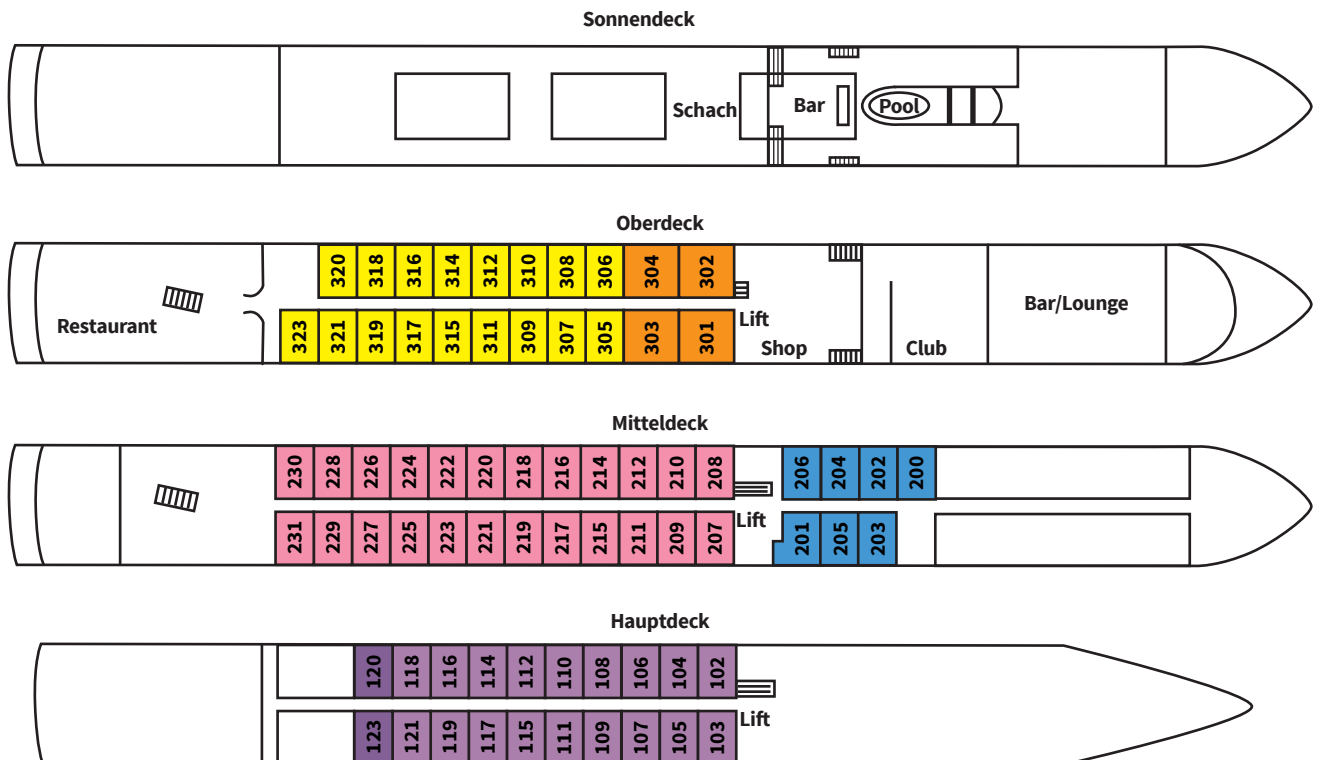 Sonnendeck
Schach
Bar
Pool
Oberdeck
320 318 316 314 312 310 308 306 304 302
Restaurant
323 321 319 317 315 311 309 307 305 303 301
Lift
Shop
Club
Bar/Lounge
Mitteldeck
230 228 226 224 222 220 218 216 214 212 210 208
206 204 202 200
Lift
231 229 227 225 223 221 219 217 215 211 209 207
201 205 203
Hauptdeck
120 118 116 114 112 110 108 106 104 102
Lift
123 121 119 117 115 111 109 107 105 103